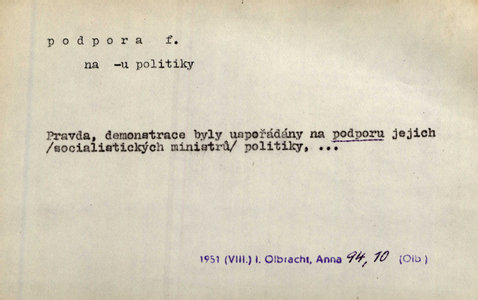 podpora f.
na -u politiky
Pravda, demonstrace byly uspořádány na podporu jejich
/socialistických ministrů/ politiky, ...
1951 (VIII.) I. Olbracht, Anna 94, 10 (Olb)